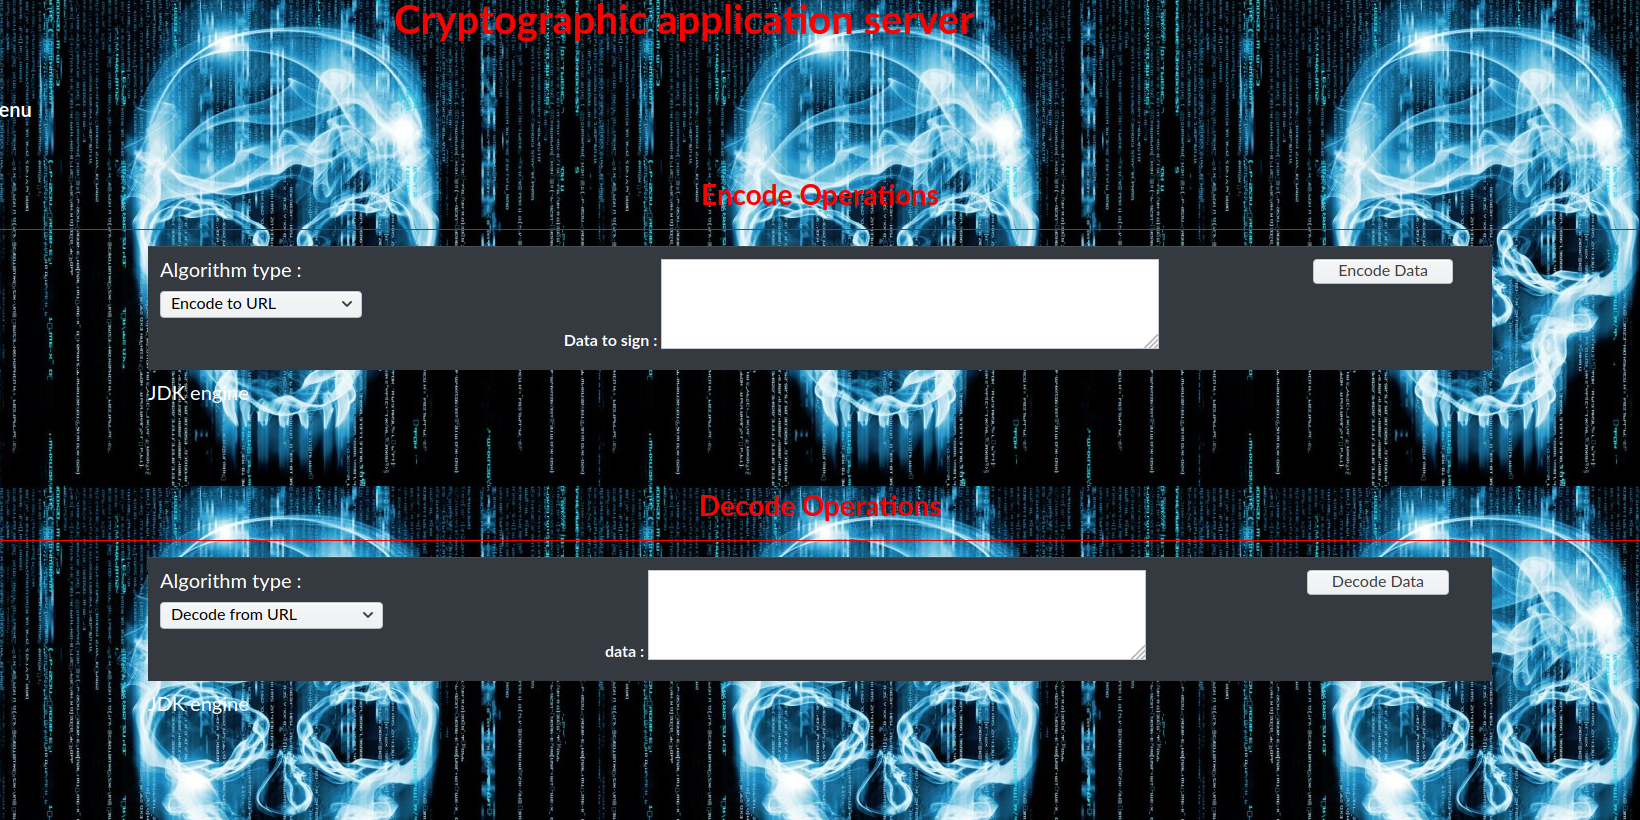 Cryptographic application server
enu
Encode Operations
Algorithm type :
Encode to URL
Data to sign :
Encode Data
JDK engine
Decode Operations
Algorithm type :
Decode from URL
data :
Decode Data
JDK engine